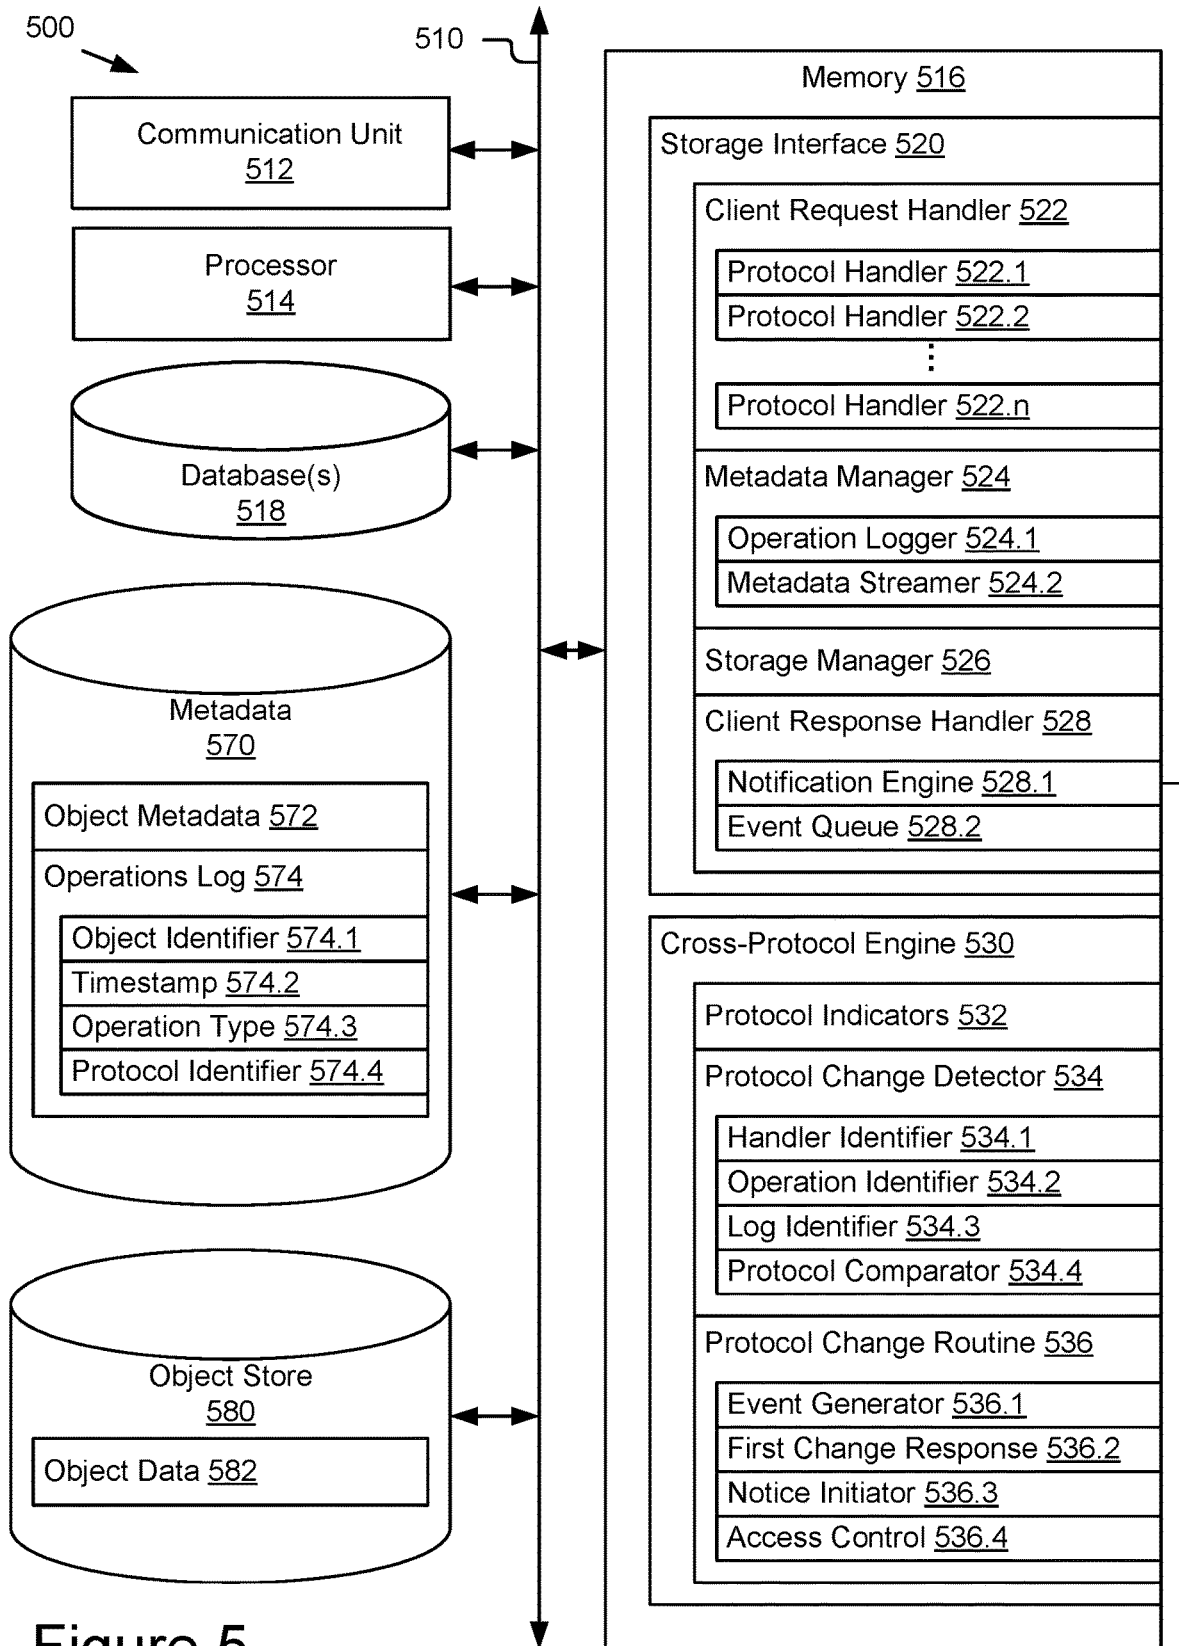 500
510
Communication Unit
512
Processor
514
Database(s)
518
Metadata
570
Object Metadata 572
Operations Log 574
Object Identifier 574.1
Timestamp 574.2
Operation Type 574.3
Protocol Identifier 574.4
Object Store
580
Object Data 582
Figure 5
Memory 516
Storage Interface 520
Client Request Handler 522
Protocol Handler 522.1
Protocol Handler 522.2
⋮
Protocol Handler 522.n
Metadata Manager 524
Operation Logger 524.1
Metadata Streamer 524.2
Storage Manager 526
Client Response Handler 528
Notification Engine 528.1
Event Queue 528.2
Cross-Protocol Engine 530
Protocol Indicators 532
Protocol Change Detector 534
Handler Identifier 534.1
Operation Identifier 534.2
Log Identifier 534.3
Protocol Comparator 534.4
Protocol Change Routine 536
Event Generator 536.1
First Change Response 536.2
Notice Initiator 536.3
Access Control 536.4